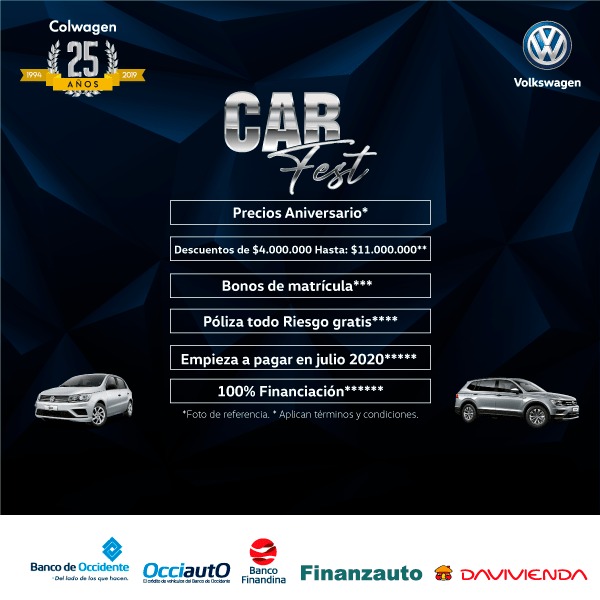 Colwagen
25
1994
AÑOS
2019
Volkswagen
CAR
Fest
Precios Aniversario*
Descuentos de $4.000.000 Hasta: $11.000.000**
Bonos de matrícula***
Póliza todo Riesgo gratis****
Empieza a pagar en julio 2020*****
100% Financiación******
*Foto de referencia. * Aplican términos y condiciones.
Banco de Occidente
Del lado de los que hacen.
OcciautO
El crédito de vehículos del Banco de Occidente
Banco
Finandina
Finanzauto
DAVIVIENDA